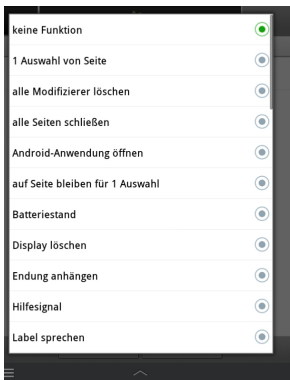 keine Funktion
1 Auswahl von Seite
alle Modifizierer löschen
alle Seiten schließen
Android-Anwendung öffnen
auf Seite bleiben für 1 Auswahl
Batteriestand
Display löschen
Endung anhängen
Hilfesignal
Label sprechen